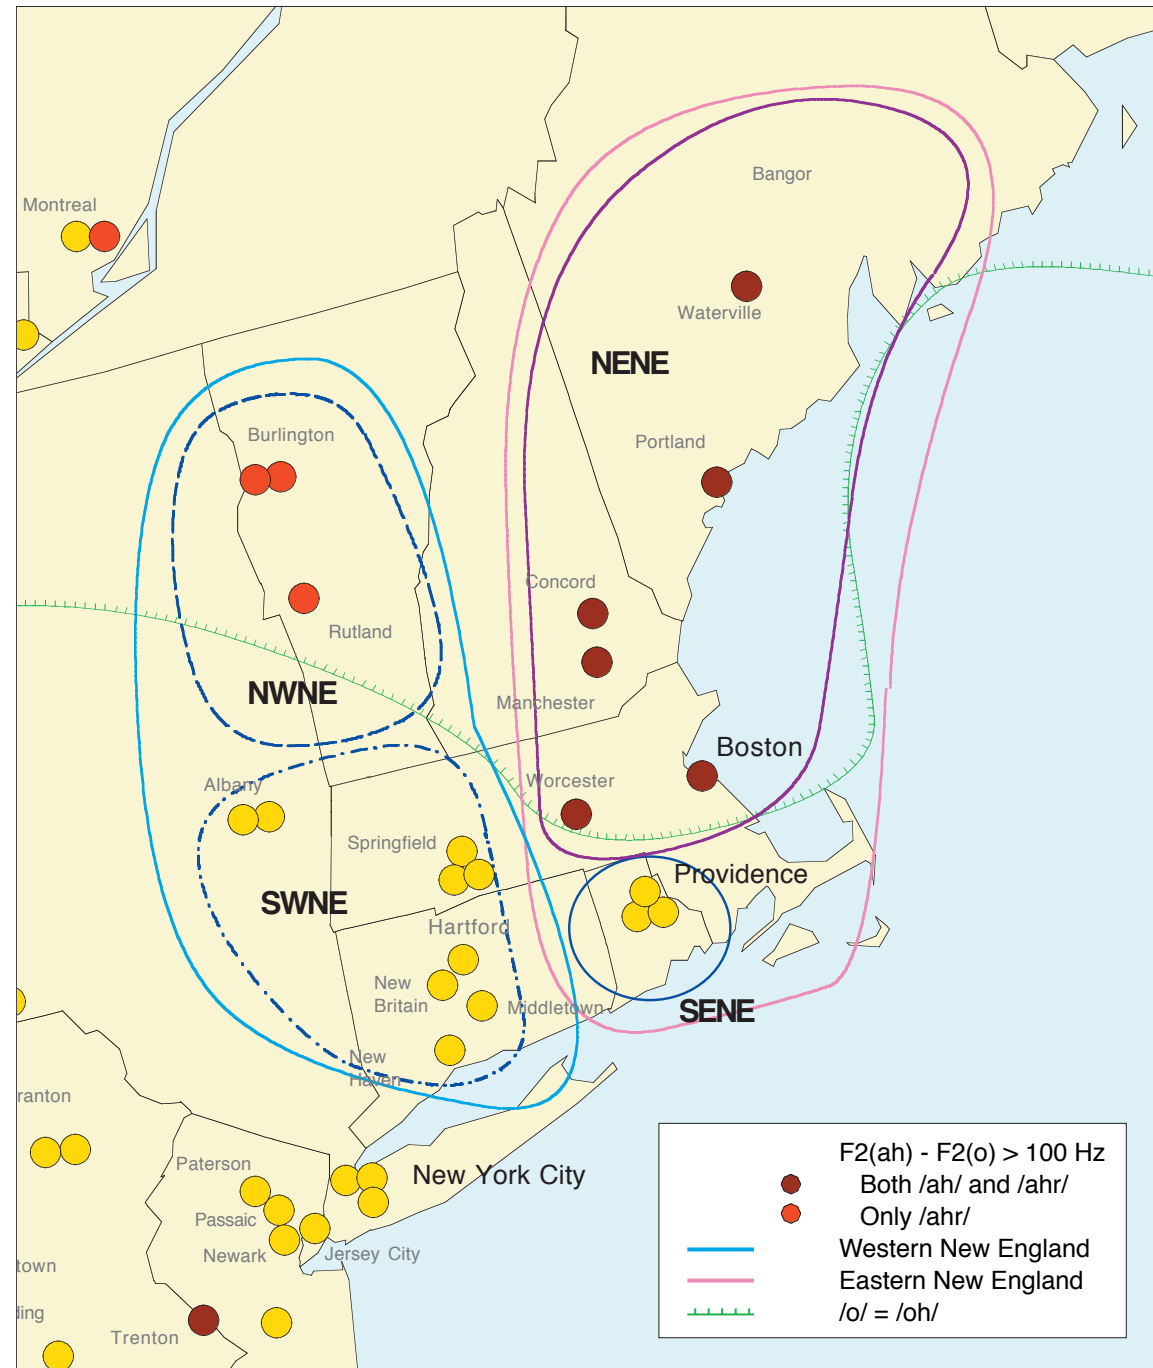 Bangor
Montreal
Waterville
NENE
Burlington
Portland
Concord
Rutland
NWNE
Manchester
Boston
Albany
Worcester
Springfield
Providence
SWNE
Hartford
New
Britain
Middletown
SENE
New
Haven
ranton
Paterson
New York City
Passaic
Newark
Jersey City
town
ding
Trenton
F2(ah) - F2(o) > 100 Hz
Both /ah/ and /ahr/
Only /ahr/
Western New England
Eastern New England
/o/ = /oh/